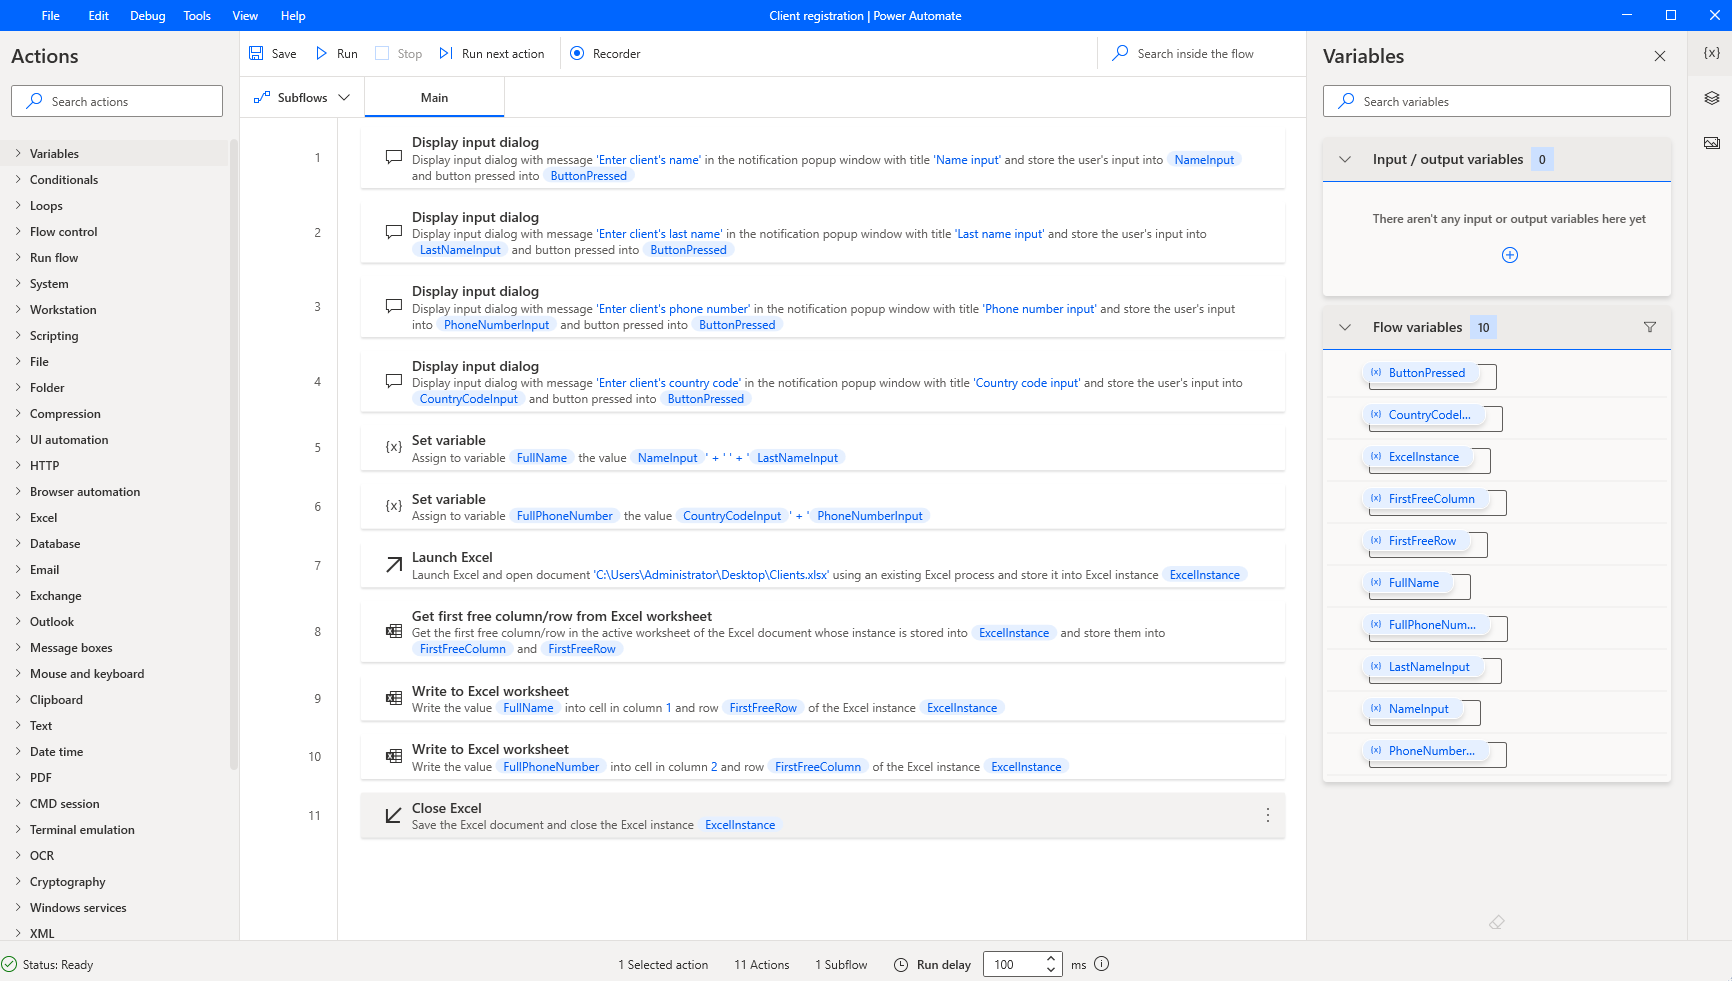 File Edit Debug Tools View Help
Client registration | Power Automate
Actions
Search actions
Variables
Conditionals
Loops
Flow control
Run flow
System
Workstation
Scripting
File
Folder
Compression
UI automation
HTTP
Browser automation
Excel
Database
Email
Exchange
Outlook
Message boxes
Mouse and keyboard
Clipboard
Text
Date time
PDF
CMD session
Terminal emulation
OCR
Cryptography
Windows services
XML
Save Run Stop Run next action Recorder
Search inside the flow
Subflows Main
1
Display input dialog
Display input dialog with message 'Enter client's name' in the notification popup window with title 'Name input' and store the user's input into NameInput
and button pressed into ButtonPressed
2
Display input dialog
Display input dialog with message 'Enter client's last name' in the notification popup window with title 'Last name input' and store the user's input into
LastNameInput and button pressed into ButtonPressed
3
Display input dialog
Display input dialog with message 'Enter client's phone number' in the notification popup window with title 'Phone number input' and store the user's input
into PhoneNumberInput and button pressed into ButtonPressed
4
Display input dialog
Display input dialog with message 'Enter client's country code' in the notification popup window with title 'Country code input' and store the user's input into
CountryCodeInput and button pressed into ButtonPressed
5
{x}
Set variable
Assign to variable FullName the value NameInput ' + ' ' + ' LastNameInput
6
{x}
Set variable
Assign to variable FullPhoneNumber the value CountryCodeInput ' + ' PhoneNumberInput
7
Launch Excel
Launch Excel and open document 'C:\Users\Administrator\Desktop\Clients.xlsx' using an existing Excel process and store it into Excel instance ExcelInstance
8
Get first free column/row from Excel worksheet
Get the first free column/row in the active worksheet of the Excel document whose instance is stored into ExcelInstance and store them into
FirstFreeColumn and FirstFreeRow
9
Write to Excel worksheet
Write the value FullName into cell in column 1 and row FirstFreeRow of the Excel instance ExcelInstance
10
Write to Excel worksheet
Write the value FullPhoneNumber into cell in column 2 and row FirstFreeColumn of the Excel instance ExcelInstance
11
Close Excel
Save the Excel document and close the Excel instance ExcelInstance
Variables
{x}
Search variables
Input / output variables 0
There aren't any input or output variables here yet
Flow variables 10
(x) ButtonPressed
(x) CountryCodeI...
(x) ExcelInstance
(x) FirstFreeColumn
(x) FirstFreeRow
(x) FullName
(x) FullPhoneNum...
(x) LastNameInput
(x) NameInput
(x) PhoneNumber...
Status: Ready
1 Selected action 11 Actions 1 Subflow Run delay 100 ms